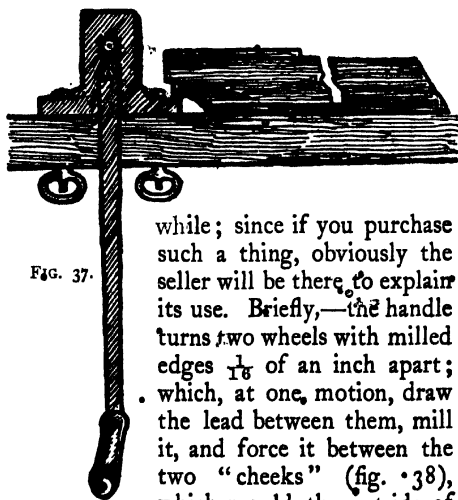 FIG. 37.
while; since if you purchase
such a thing, obviously the
seller will be there to explain
its use. Briefly,—the handle
turns two wheels with milled
edges 1/16 of an inch apart;
which, at one motion, draw
the lead between them, mill
it, and force it between the
two "cheeks" (fig. 38),